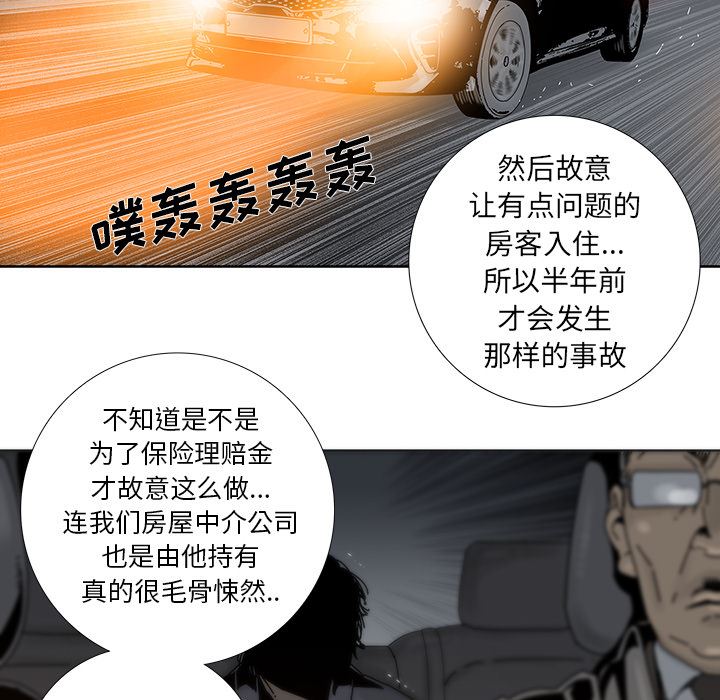 噗轰轰轰轰
然后故意
让有点问题的
房客入住...
所以半年前
才会发生
那样的事故
不知道是不是
为了保险理赔金
才故意这么做...
连我们房屋中介公司
也是由他持有
真的很毛骨悚然..